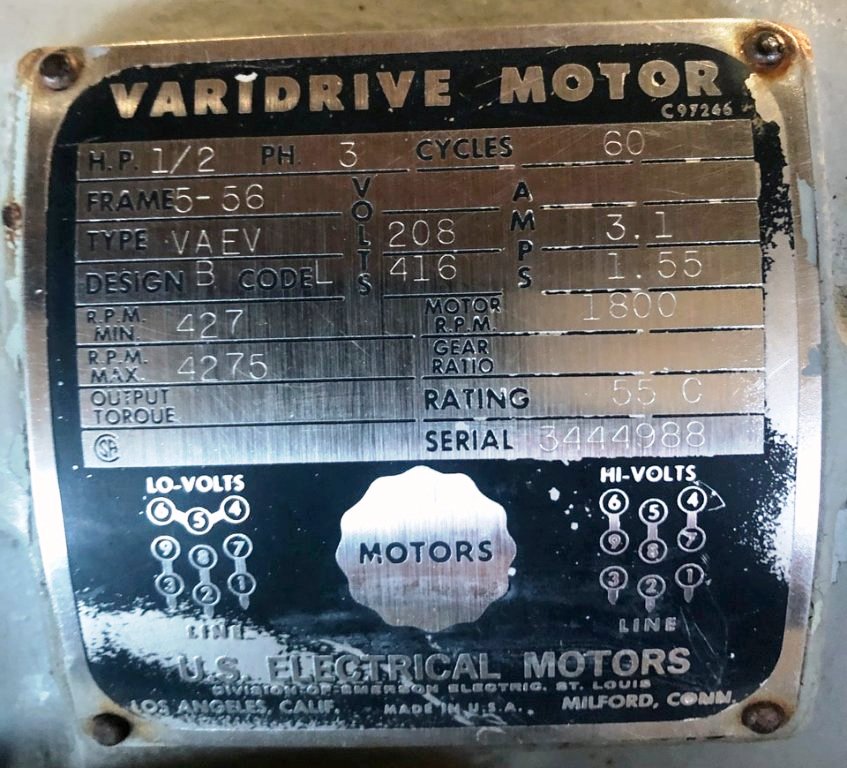 VARIDRIVE MOTOR
C97246
H.P. 1/2 PH. 3 CYCLES 60
FRAME 5-56
VOLTS
AMPS
TYPE VAEV 208 3.1
DESIGN B CODE L 416 1.55
R.P.M. MIN. 427 MOTOR R.P.M. 1800
R.P.M. MAX. 4275 GEAR RATIO
OUTPUT TORQUE RATING 55 C
SERIAL 3444988
LO-VOLTS
6 5 4
9 8 7
3 2 1
LINE
MOTORS
HI-VOLTS
6 5 4
9 8 7
3 2 1
LINE
U.S. ELECTRICAL MOTORS
DIVISION OF EMERSON ELECTRIC. ST. LOUIS
LOS ANGELES, CALIF. MADE IN U.S.A. MILFORD, CONN.